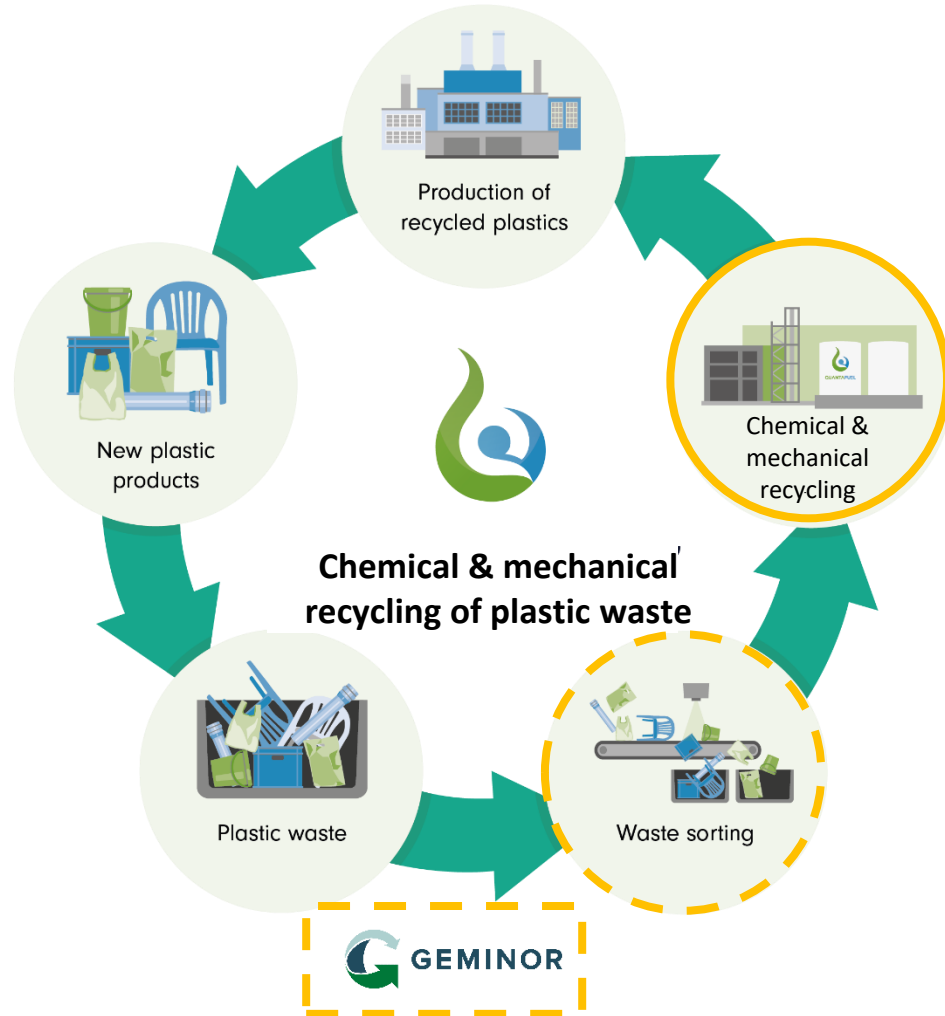 Production of
recycled plastics
QUANTAFUEL
Chemical &
mechanical
recycling
New plastic
products
Chemical & mechanical
recycling of plastic waste
Plastic waste
Waste sorting
GEMINOR